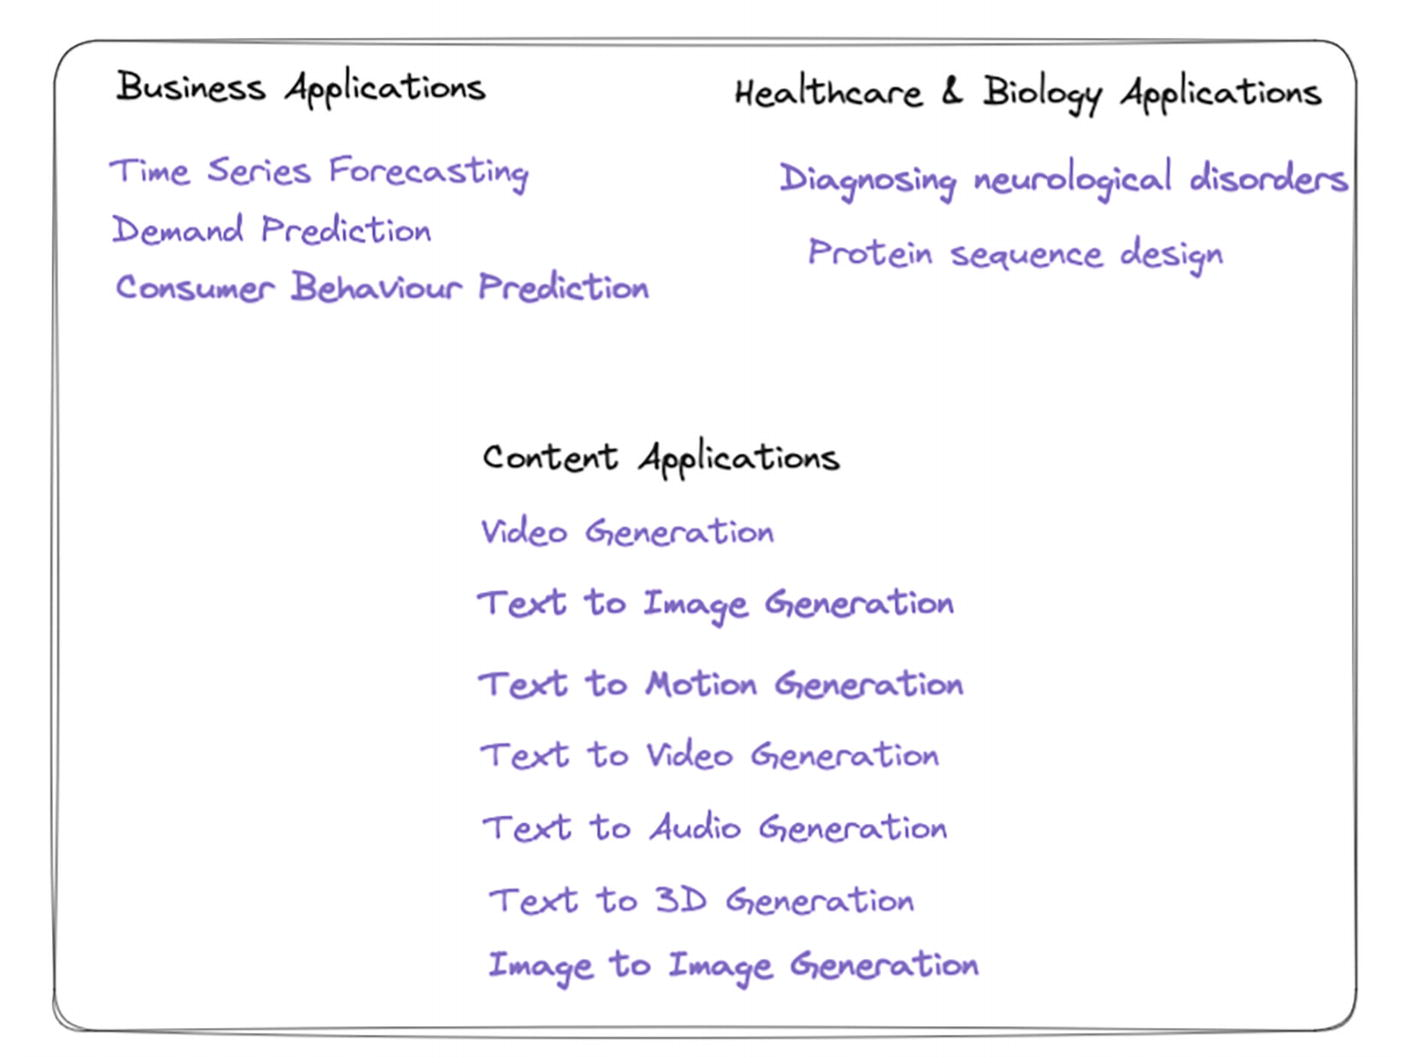 Business Applications
Time Series Forecasting
Demand Prediction
Consumer Behaviour Prediction
Healthcare & Biology Applications
Diagnosing neurological disorders
Protein sequence design
Content Applications
Video Generation
Text to Image Generation
Text to Motion Generation
Text to Video Generation
Text to Audio Generation
Text to 3D Generation
Image to Image Generation